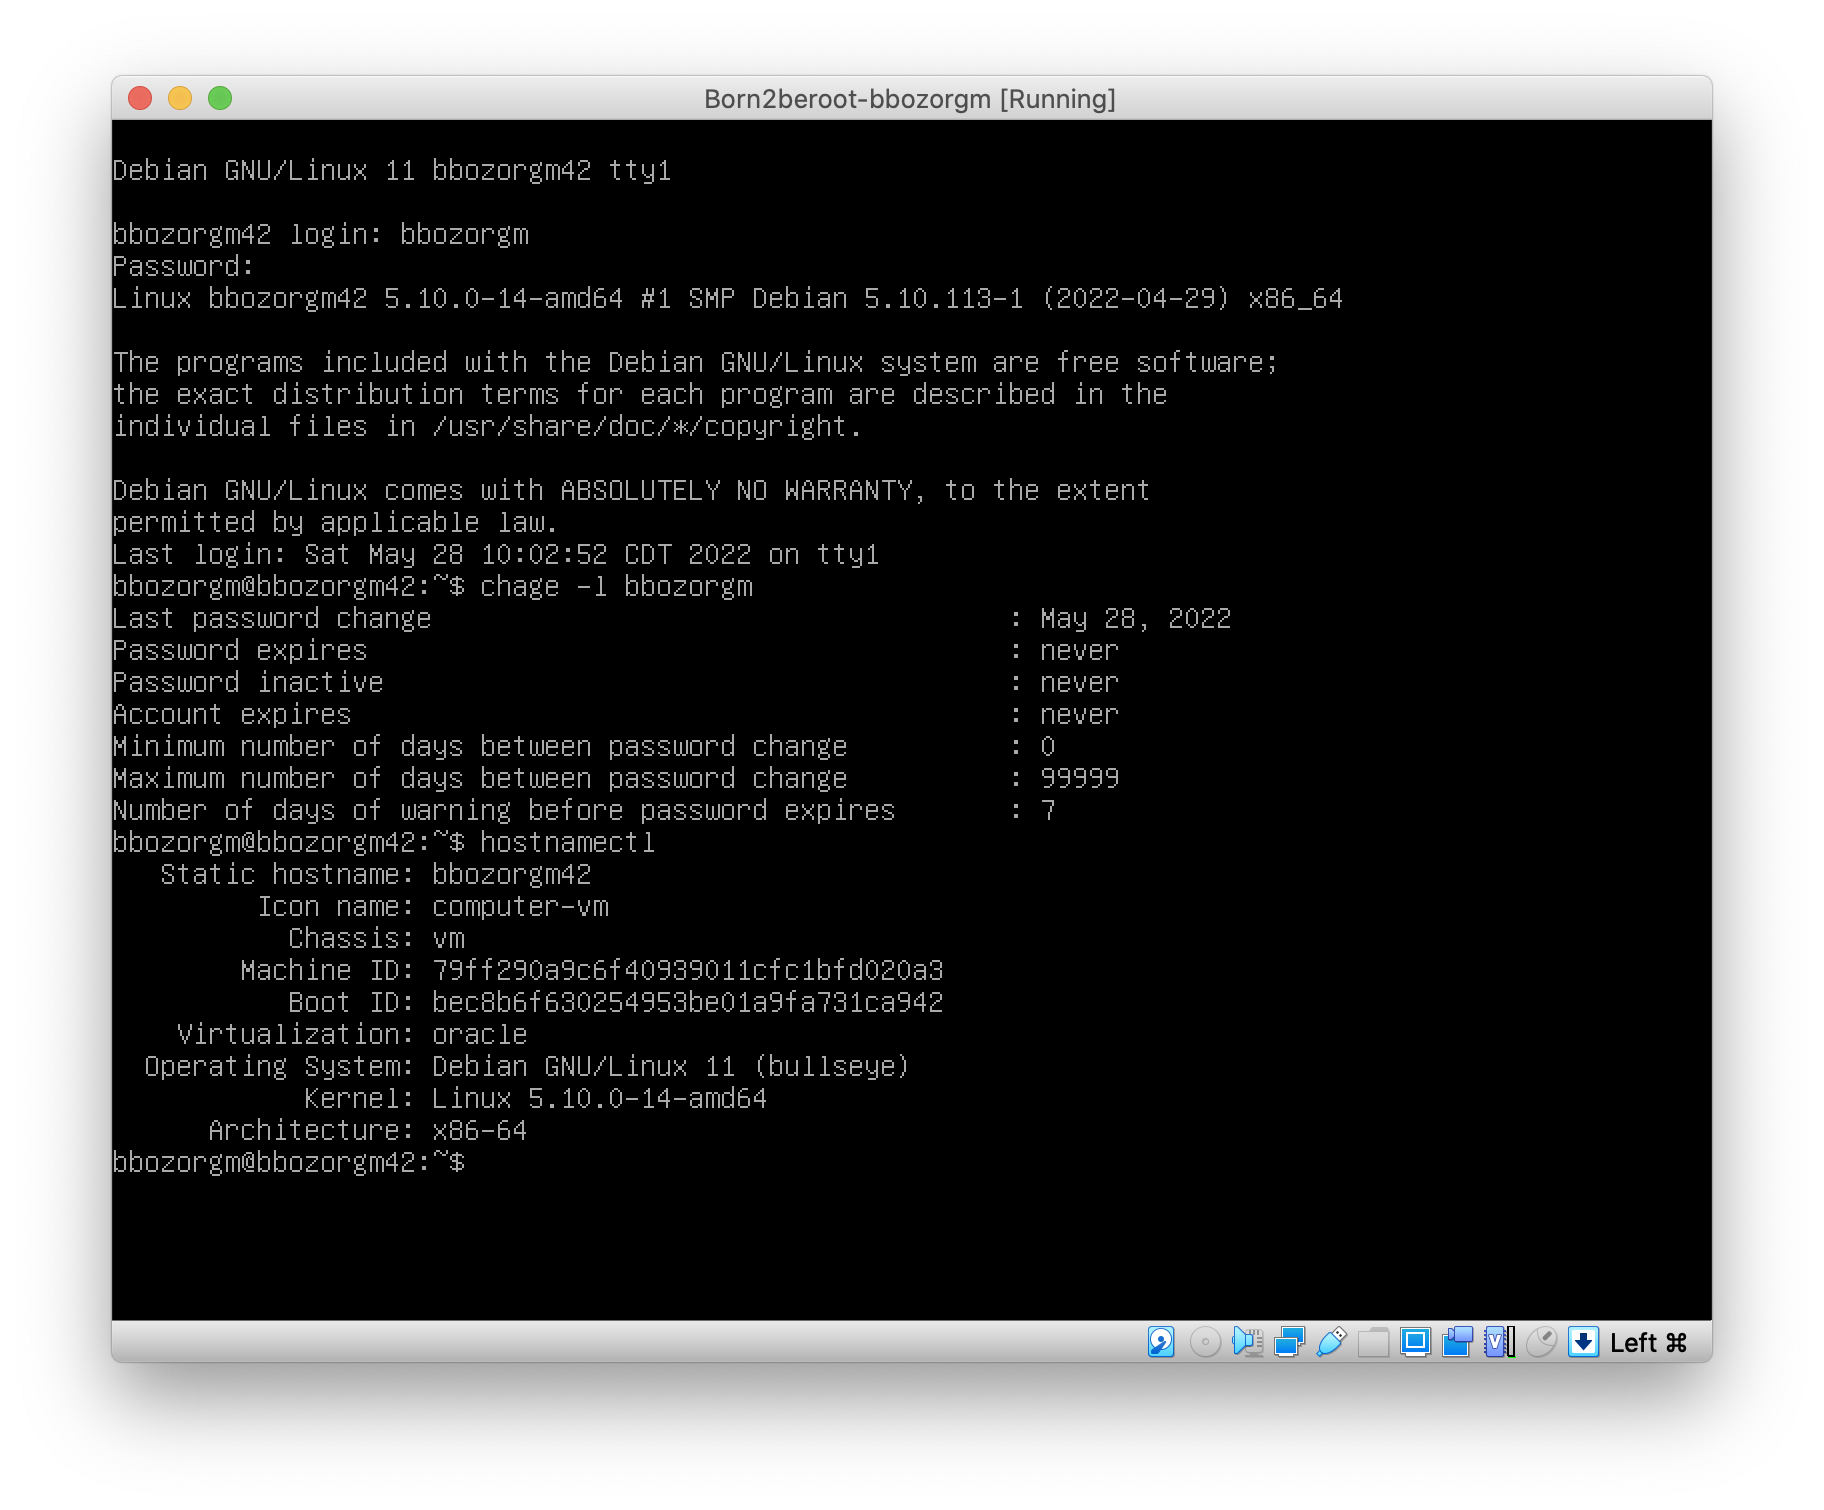 Born2beroot-bbozorgm [Running]
Debian GNU/Linux 11 bbozorgm42 tty1
bbozorgm42 login: bbozorgm
Password:
Linux bbozorgm42 5.10.0-14-amd64 #1 SMP Debian 5.10.113-1 (2022-04-29) x86_64
The programs included with the Debian GNU/Linux system are free software;
the exact distribution terms for each program are described in the
individual files in /usr/share/doc/*/copyright.
Debian GNU/Linux comes with ABSOLUTELY NO WARRANTY, to the extent
permitted by applicable law.
Last login: Sat May 28 10:02:52 CDT 2022 on tty1
bbozorgm@bbozorgm42:~$ chage -l bbozorgm
Last password change : May 28, 2022
Password expires : never
Password inactive : never
Account expires : never
Minimum number of days between password change : 0
Maximum number of days between password change : 99999
Number of days of warning before password expires : 7
bbozorgm@bbozorgm42:~$ hostnamectl
Static hostname: bbozorgm42
Icon name: computer-vm
Chassis: vm
Machine ID: 79ff290a9c6f40939011cfc1bfd020a3
Boot ID: bec8b6f630254953be01a9fa731ca942
Virtualization: oracle
Operating System: Debian GNU/Linux 11 (bullseye)
Kernel: Linux 5.10.0-14-amd64
Architecture: x86-64
bbozorgm@bbozorgm42:~$
Left ⌘